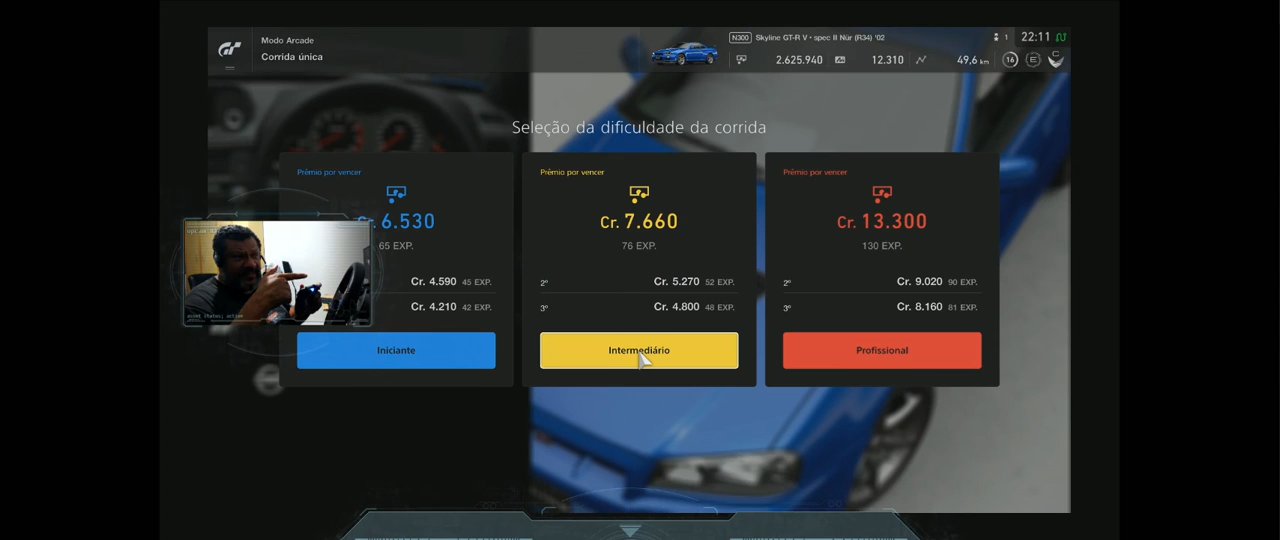 Modo Arcade
Corrida única
N300 Skyline GT-R V • spec II Nür (R34) '02
1 22:11
2.625.940 12.310 49,6 km 16 E C
Seleção da dificuldade da corrida
Prêmio por vencer
6.530
65 EXP.
Cr. 4.590 45 EXP.
Cr. 4.210 42 EXP.
Iniciante
Prêmio por vencer
Cr. 7.660
76 EXP.
2º Cr. 5.270 52 EXP.
3º Cr. 4.800 48 EXP.
Intermediário
Prêmio por vencer
Cr. 13.300
130 EXP.
2º Cr. 9.020 90 EXP.
3º Cr. 8.160 81 EXP.
Profissional